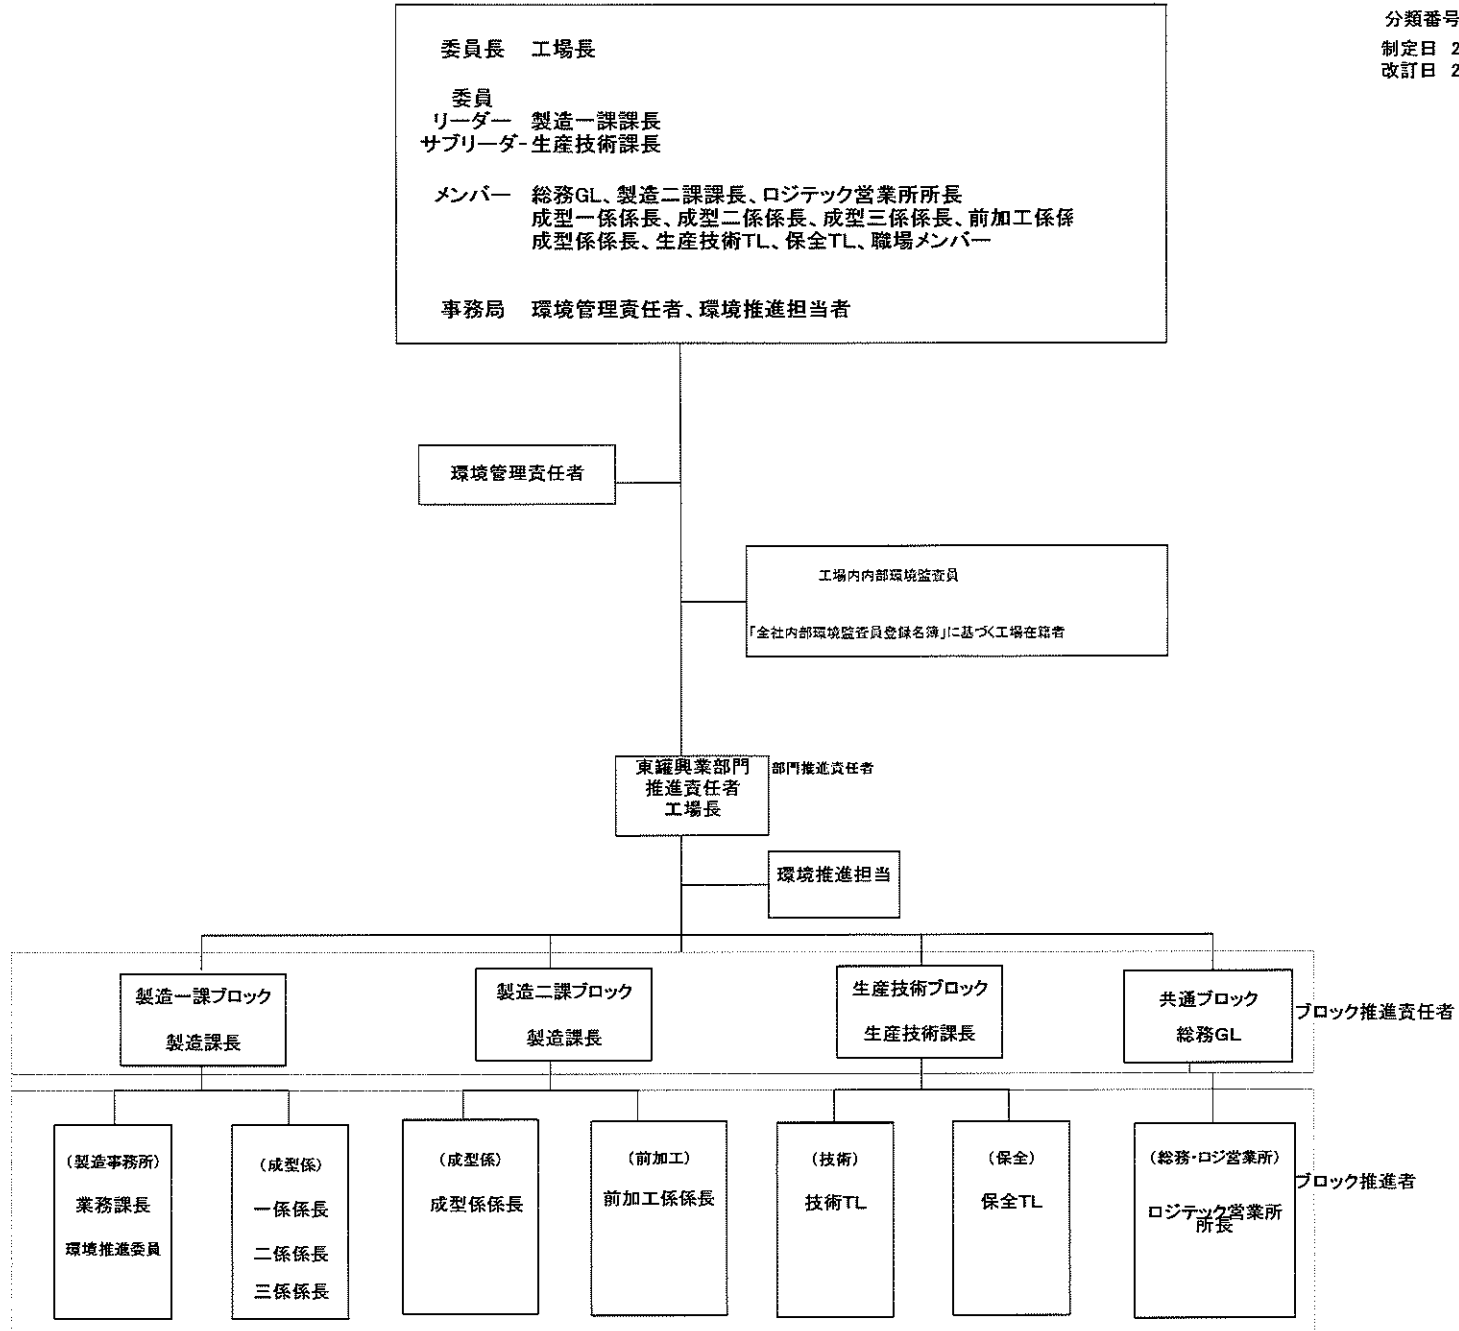 分類番号
制定日 2
改訂日 2
委員長 工場長
委員
リーダー 製造一課課長
サブリーダー 生産技術課長
メンバー 総務GL、製造二課課長、ロジテック営業所所長
成型一係係長、成型二係係長、成型三係係長、前加工係係
成型係係長、生産技術TL、保全TL、職場メンバー
事務局 環境管理責任者、環境推進担当者
環境管理責任者
工場内内部環境監査員
「全社内部環境監査員登録名簿」に基づく工場在籍者
東罐興業部門
推進責任者
工場長
部門推進責任者
環境推進担当
製造一課ブロック
製造課長
製造二課ブロック
製造課長
生産技術ブロック
生産技術課長
共通ブロック
総務GL
ブロック推進責任者
(製造事務所)
業務課長
環境推進委員
(成型係)
一係係長
二係係長
三係係長
(成型係)
成型係係長
(前加工)
前加工係係長
(技術)
技術TL
(保全)
保全TL
(総務・ロジ営業所)
ロジテック営業所
所長
ブロック推進者